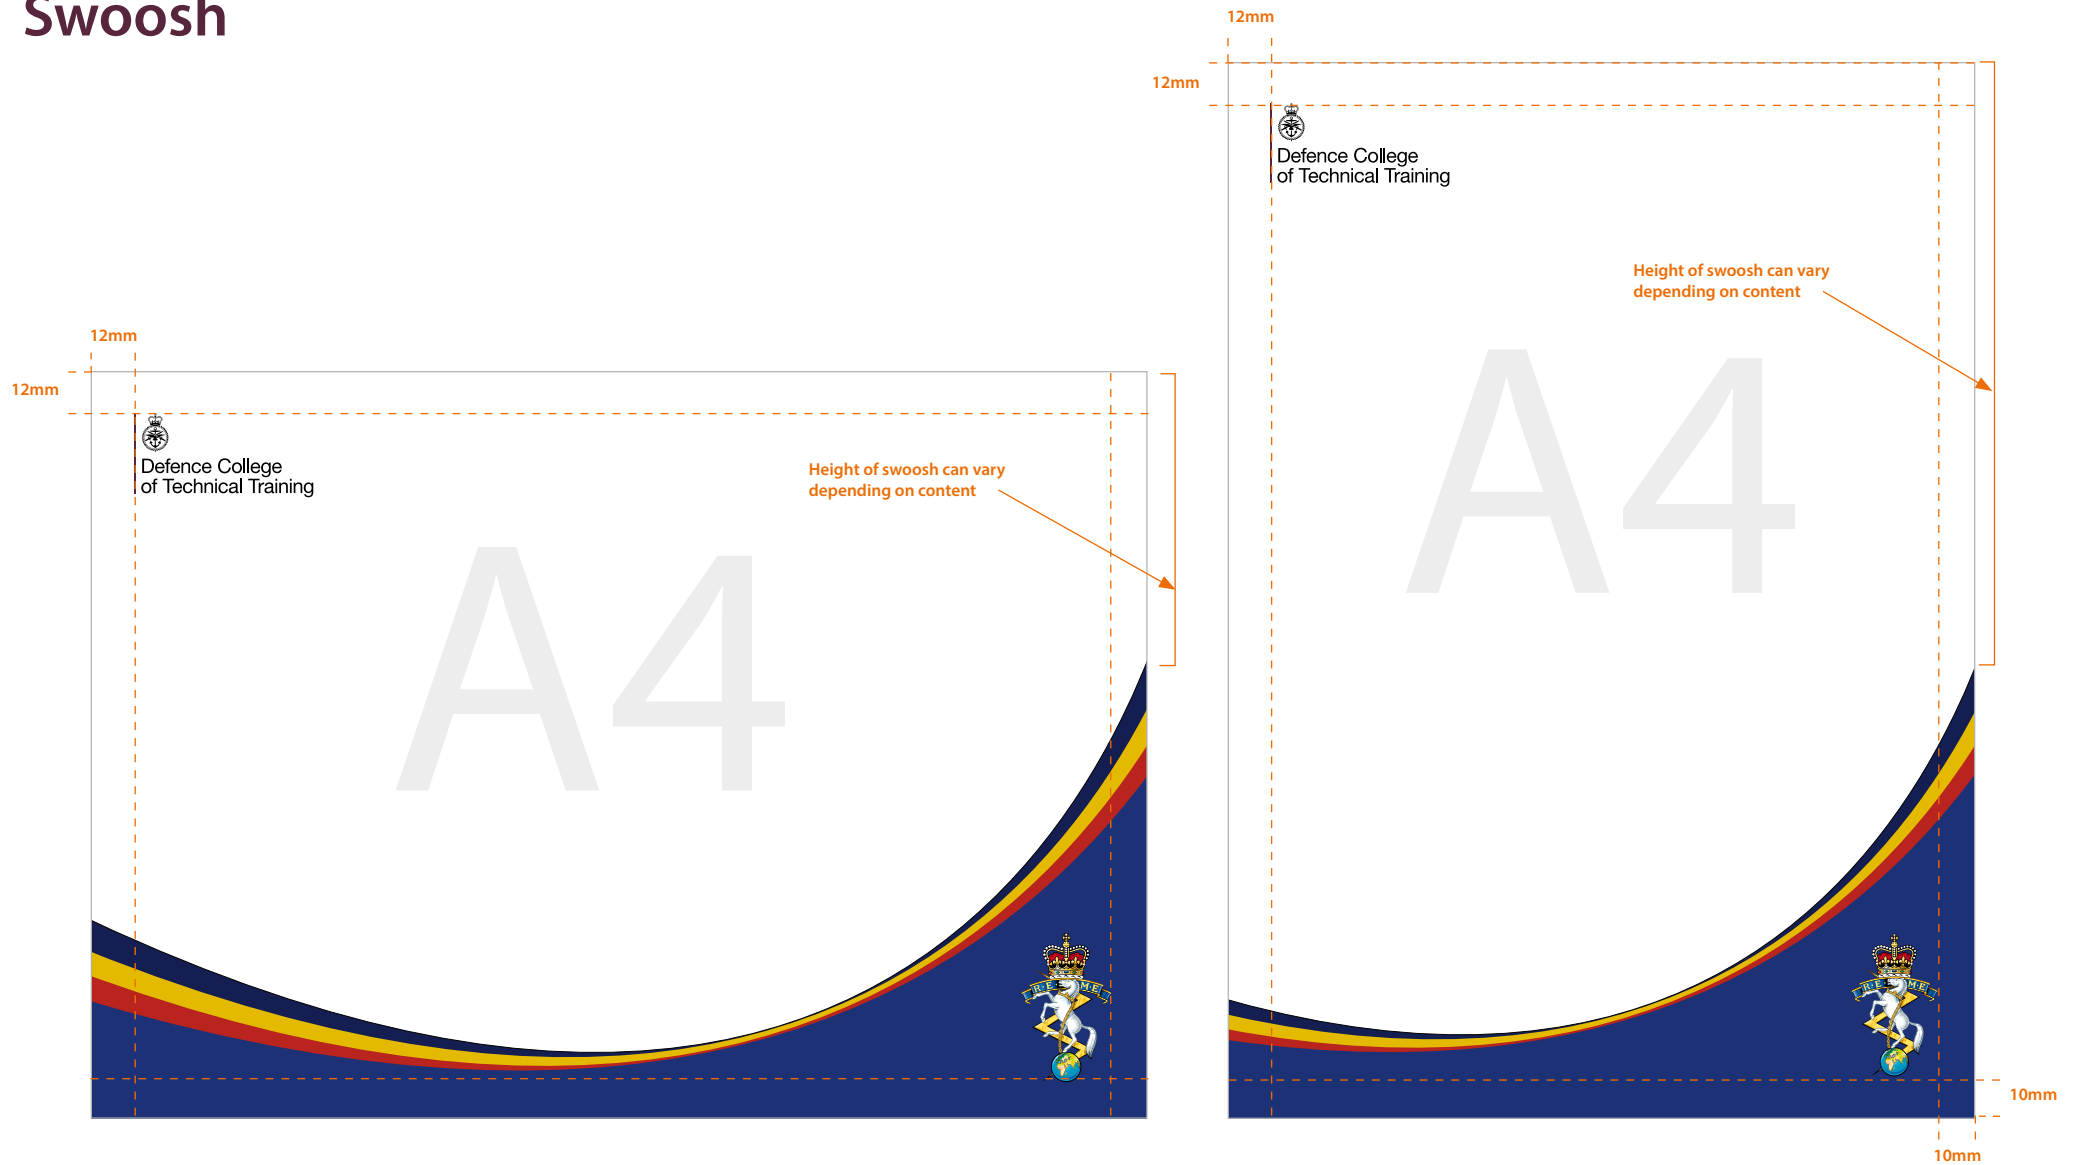 Swoosh
12mm
12mm
Defence College
of Technical Training
Height of swoosh can vary
depending on content
A4
R E M E
12mm
12mm
Defence College
of Technical Training
Height of swoosh can vary
depending on content
A4
R E M E
10mm
10mm